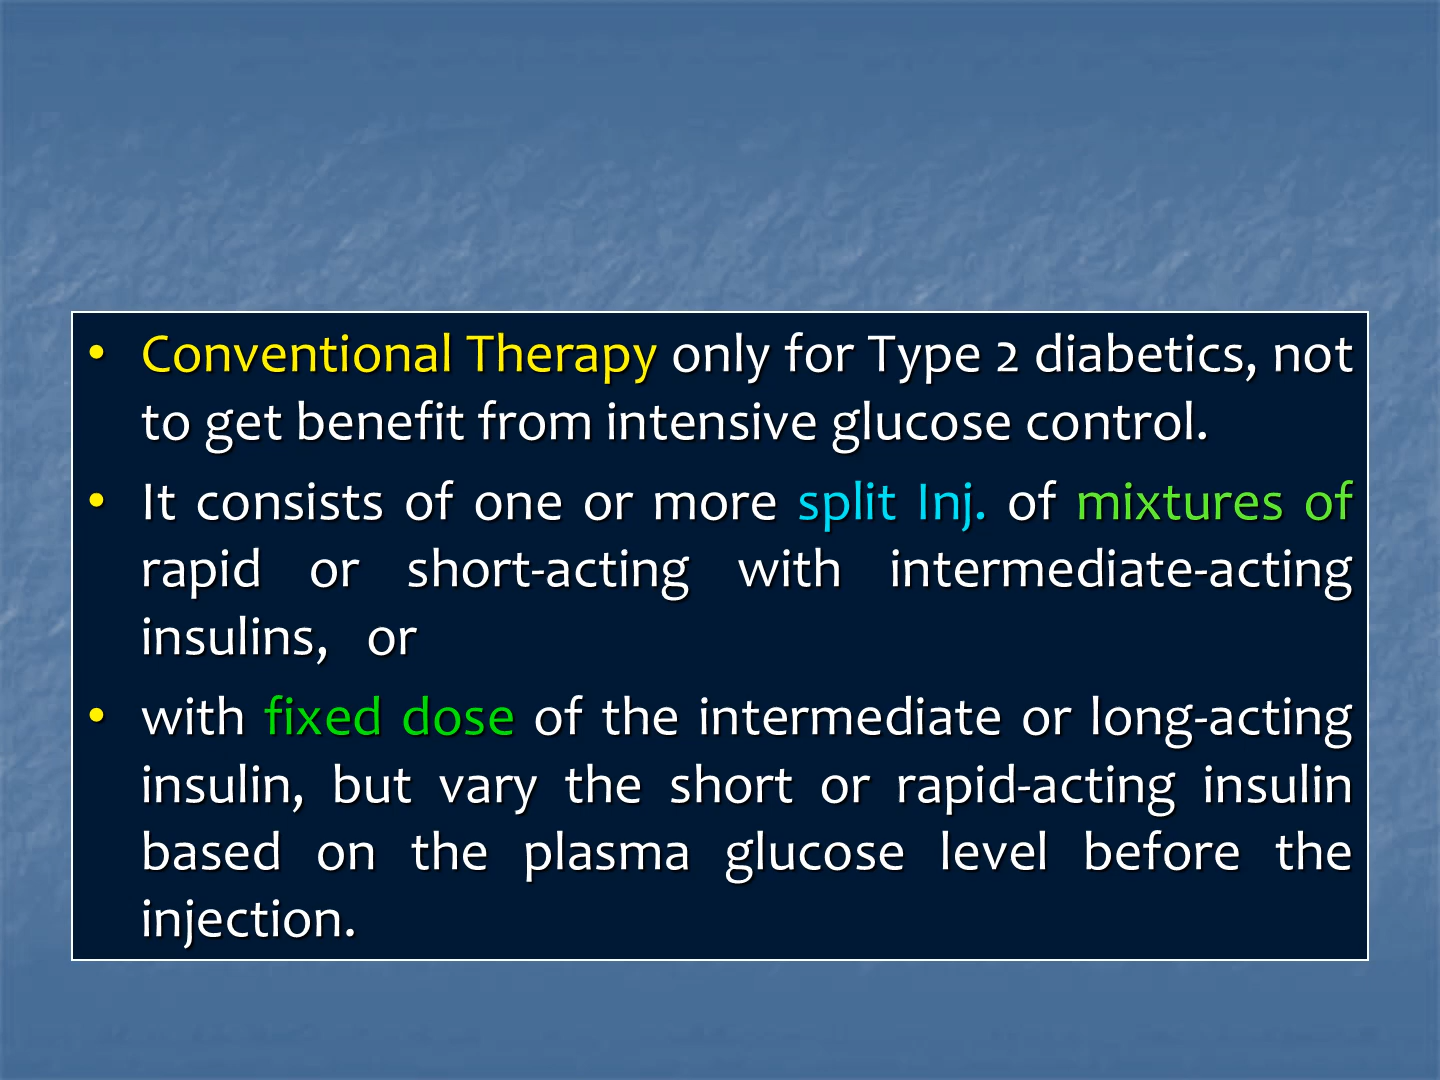 • Conventional Therapy only for Type 2 diabetics, not
to get benefit from intensive glucose control.
• It consists of one or more split Inj. of mixtures of
rapid or short-acting with intermediate-acting
insulins, or
• with fixed dose of the intermediate or long-acting
insulin, but vary the short or rapid-acting insulin
based on the plasma glucose level before the
injection.